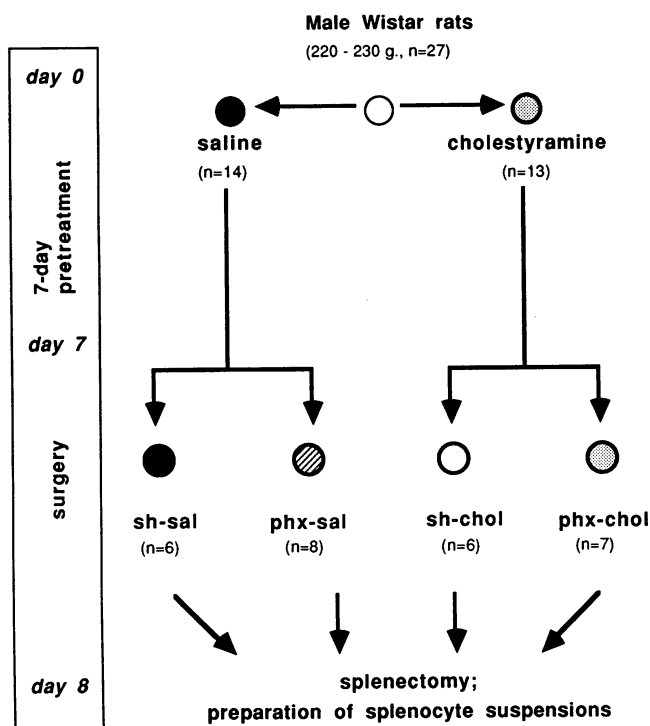 Male Wistar rats
(220 - 230 g., n=27)
day 0
saline
(n=14)
cholestyramine
(n=13)
7-day
pretreatment
day 7
surgery
sh-sal
(n=6)
phx-sal
(n=8)
sh-chol
(n=6)
phx-chol
(n=7)
day 8
splenectomy;
preparation of splenocyte suspensions